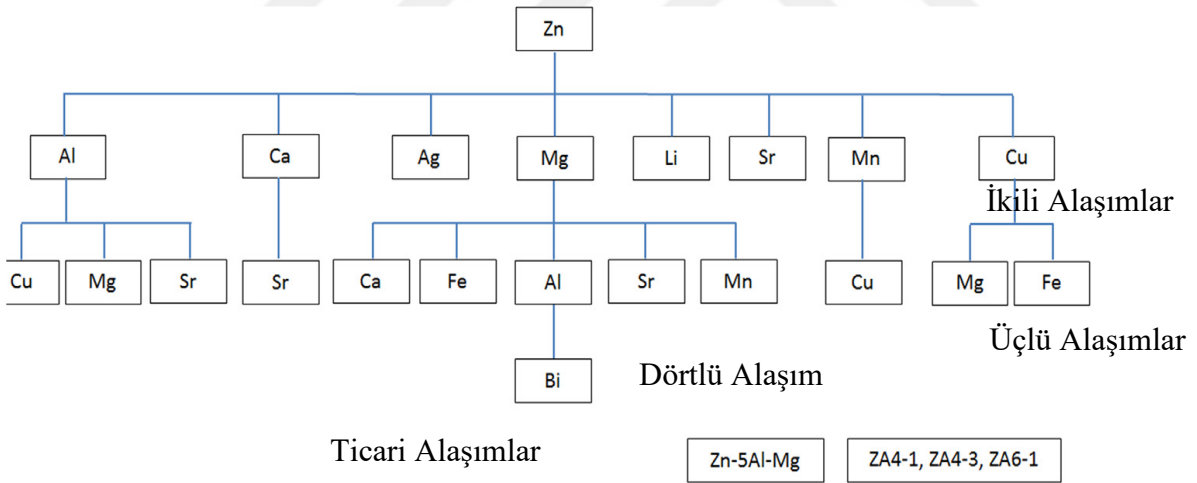 Zn
Al Ca Ag Mg Li Sr Mn Cu
İkili Alaşımlar
Cu Mg Sr Sr Ca Fe Al Sr Mn Cu Mg Fe
Üçlü Alaşımlar
Bi Dörtlü Alaşım
Ticari Alaşımlar Zn-5Al-Mg ZA4-1, ZA4-3, ZA6-1